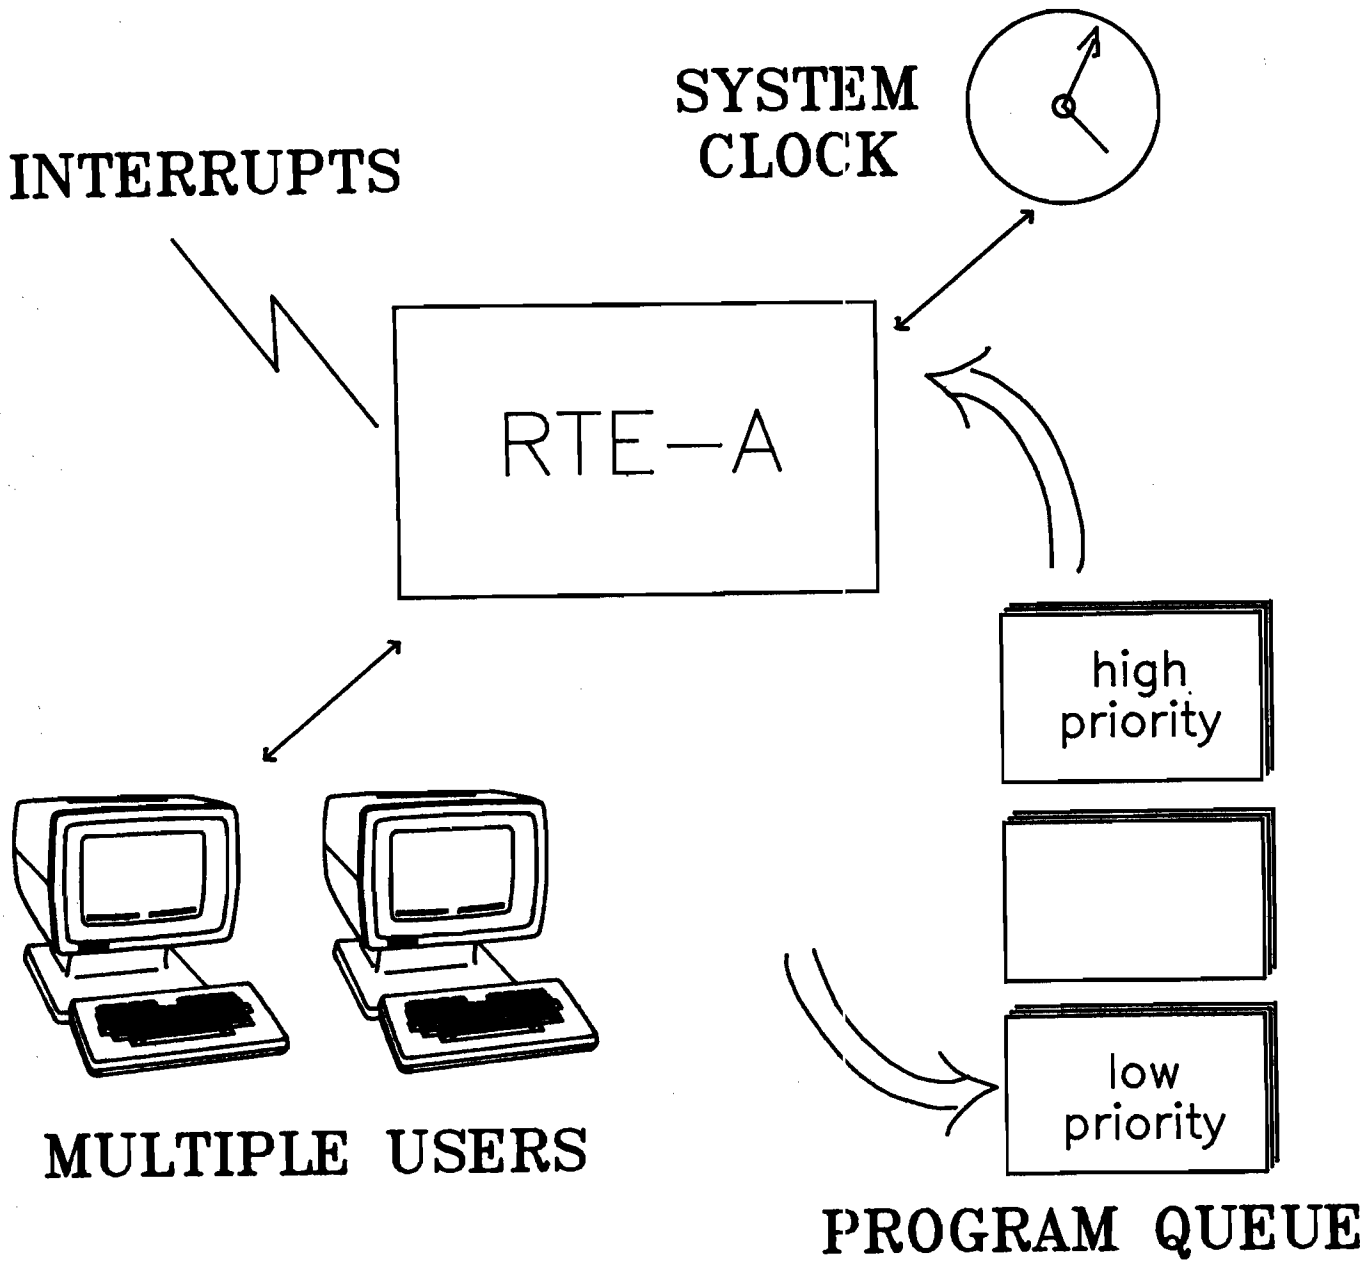 SYSTEM
CLOCK
INTERRUPTS
RTE-A
high
priority
low
priority
MULTIPLE USERS
PROGRAM QUEUE